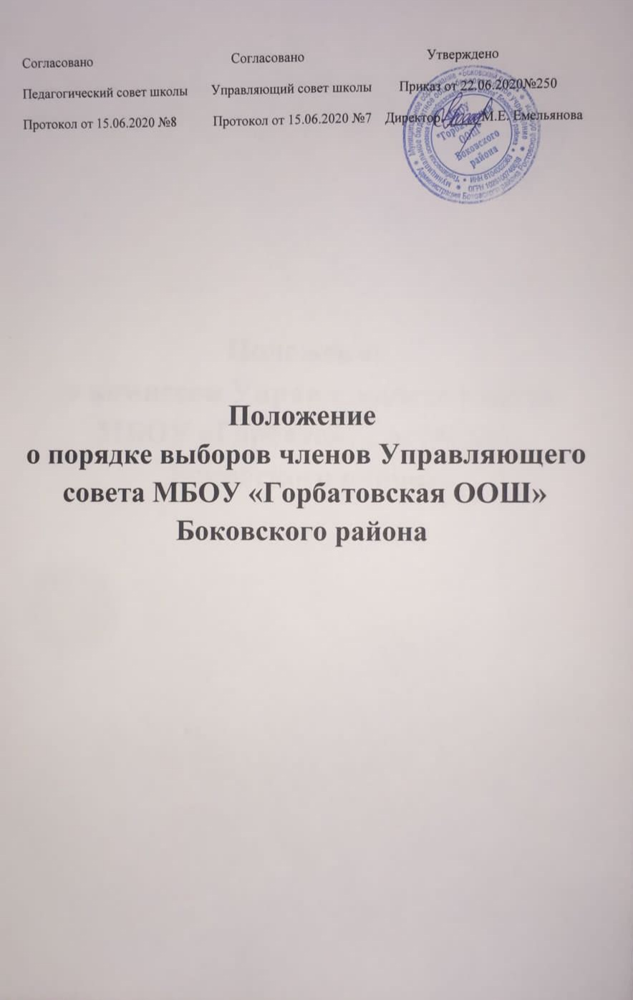 Согласовано
Педагогический совет школы
Протокол от 15.06.2020 №8
Согласовано
Управляющий совет школы
Протокол от 15.06.2020 №7
Утверждено
Приказ от 22.06.2020№250
Директор М.Е. Емельянова
ООШ
Боковского
района
Положение
о порядке выборов членов Управляющего
совета МБОУ «Горбатовская ООШ»
Боковского района